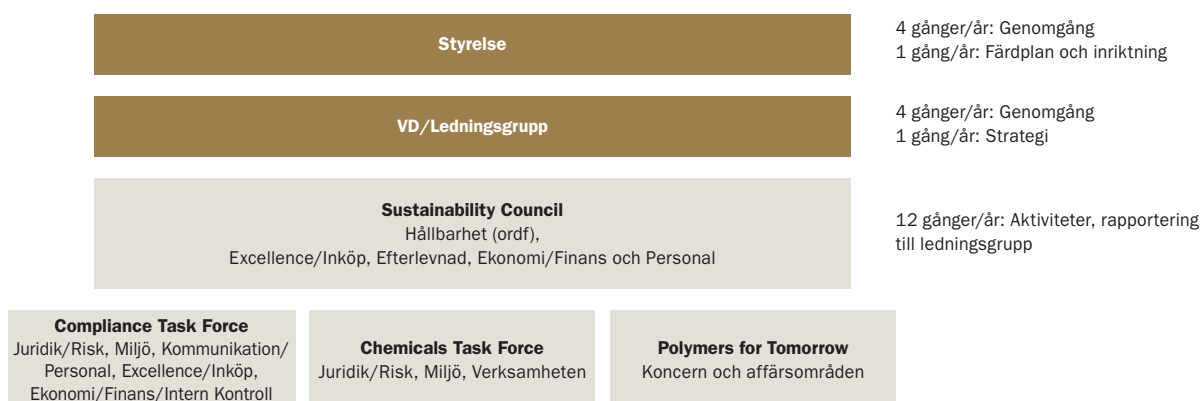 Styrelse
4 gånger/år: Genomgång
1 gång/år: Färdplan och inriktning
VD/Ledningsgrupp
4 gånger/år: Genomgång
1 gång/år: Strategi
Sustainability Council
Hållbarhet (ordf),
Excellence/Inköp, Efterlevnad, Ekonomi/Finans och Personal
12 gånger/år: Aktiviteter, rapportering
till ledningsgrupp
Compliance Task Force
Juridik/Risk, Miljö, Kommunikation/
Personal, Excellence/Inköp,
Ekonomi/Finans/Intern Kontroll
Chemicals Task Force
Juridik/Risk, Miljö, Verksamheten
Polymers for Tomorrow
Koncern och affärsområden